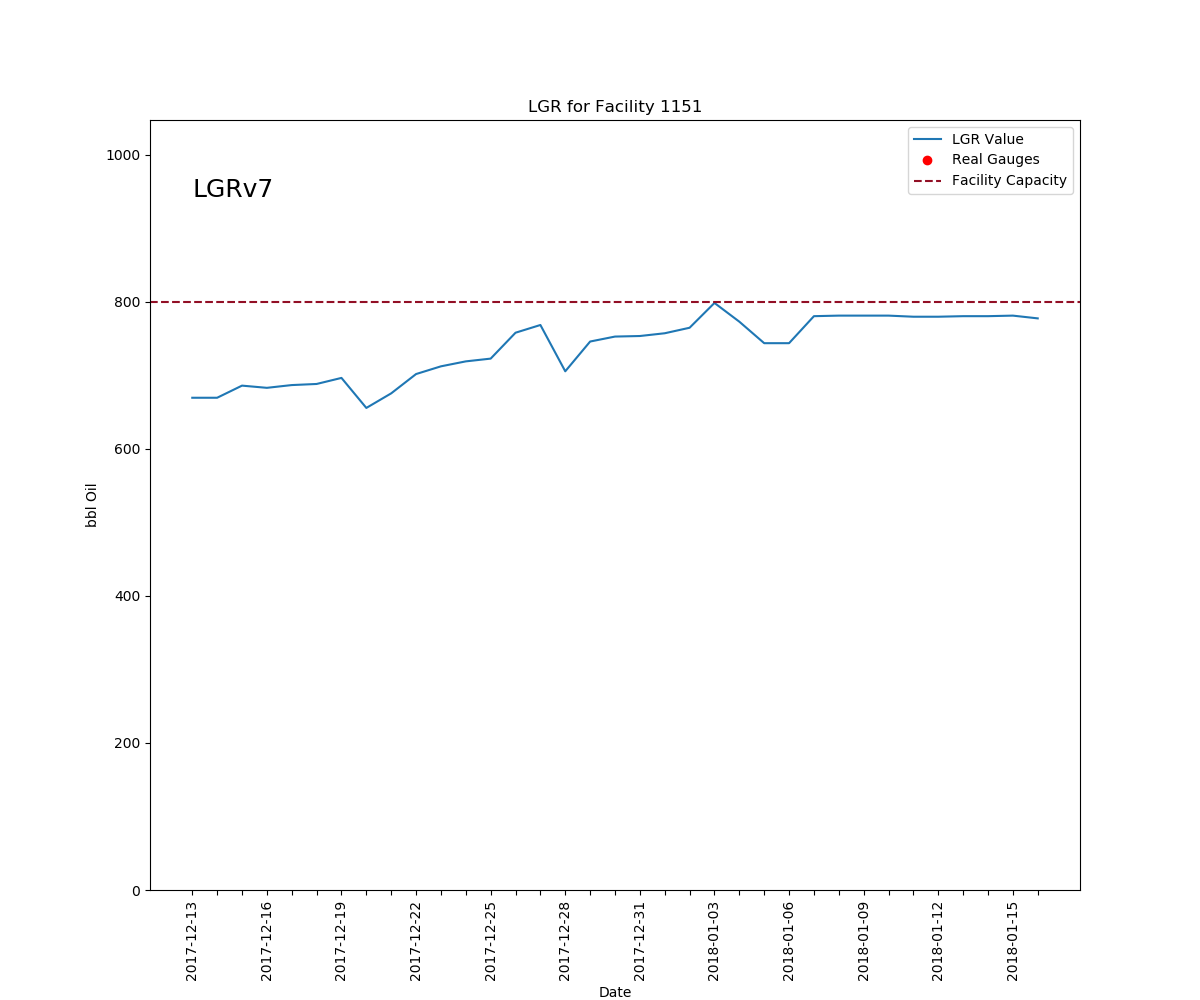 LGR for Facility 1151
LGR Value
Real Gauges
Facility Capacity
LGRv7
1000
800
600
400
200
0
bbl Oil
2017-12-13
2017-12-16
2017-12-19
2017-12-22
2017-12-25
2017-12-28
2017-12-31
2018-01-03
2018-01-06
2018-01-09
2018-01-12
2018-01-15
Date